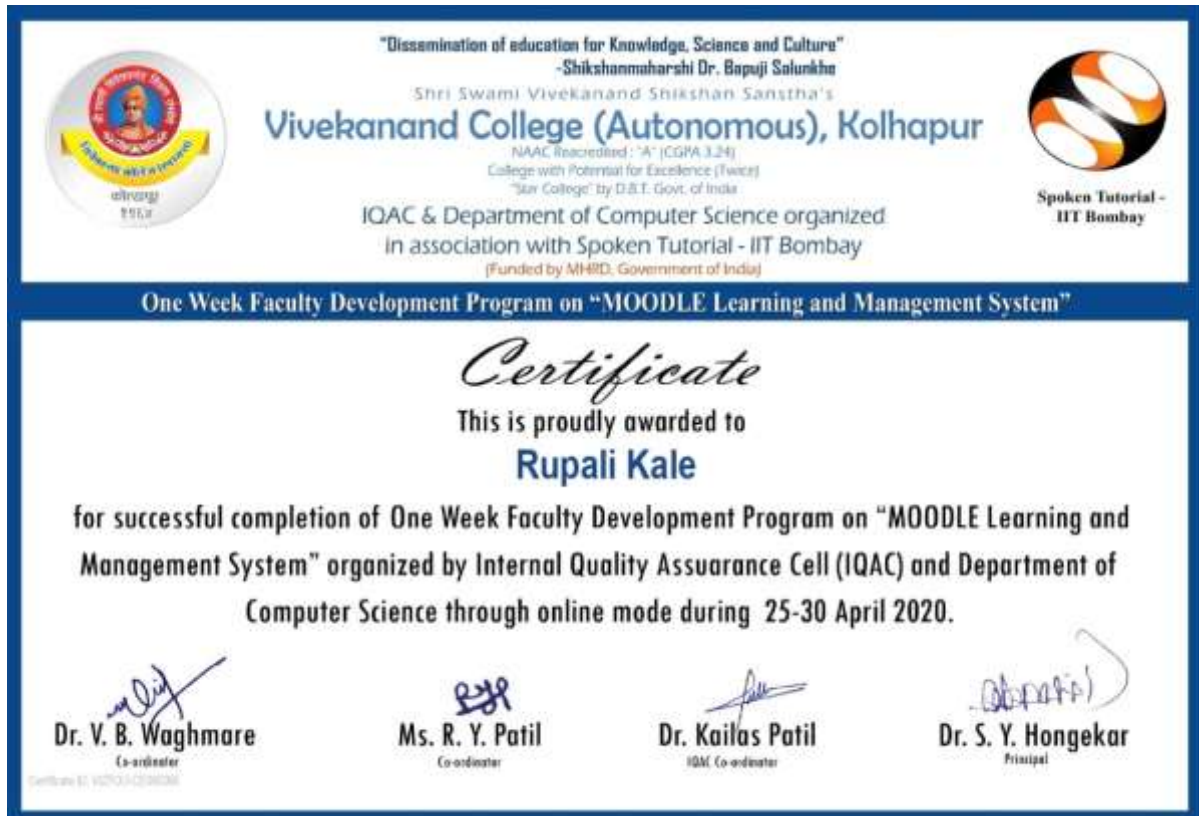 "Dissemination of education for Knowledge, Science and Culture"
-Shikshanmaharshi Dr. Bapuji Salunkhe
Shri Swami Vivekanand Shikshan Sanstha's
Vivekanand College (Autonomous), Kolhapur
NAAC Reaccredited : "A" (CGPA 3.24)
College with Potential for Excellence (Twice)
"Star College" by D.B.T. Govt. of India
IQAC & Department of Computer Science organized
in association with Spoken Tutorial - IIT Bombay
(Funded by MHRD, Government of India)
Spoken Tutorial -
IIT Bombay
One Week Faculty Development Program on “MOODLE Learning and Management System”
Certificate
This is proudly awarded to
Rupali Kale
for successful completion of One Week Faculty Development Program on “MOODLE Learning and
Management System” organized by Internal Quality Assuarance Cell (IQAC) and Department of
Computer Science through online mode during 25-30 April 2020.
Dr. V. B. Waghmare
Co-ordinator
Ms. R. Y. Patil
Co-ordinator
Dr. Kailas Patil
IQAC Co-ordinator
Dr. S. Y. Hongekar
Principal